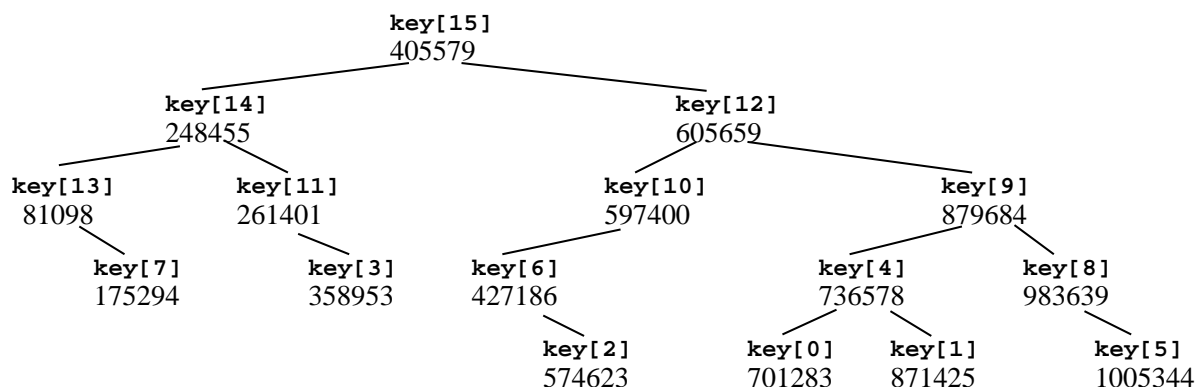 key[15]
405579
key[14] key[12]
248455 605659
key[13] key[11] key[10] key[9]
81098 261401 597400 879684
key[7] key[3] key[6] key[4] key[8]
175294 358953 427186 736578 983639
key[2] key[0] key[1] key[5]
574623 701283 871425 1005344